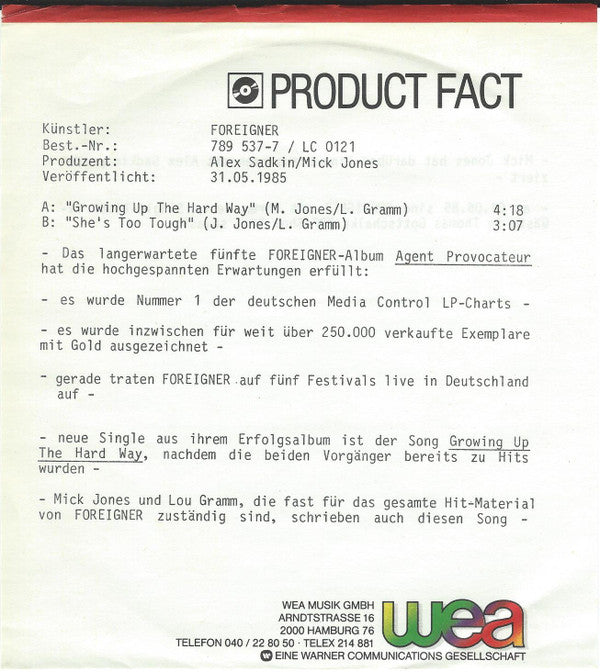 PRODUCT FACT
Künstler: FOREIGNER
Best.-Nr.: 789 537-7 / LC 0121
Produzent: Alex Sadkin/Mick Jones
Veröffentlicht: 31.05.1985
A: "Growing Up The Hard Way" (M. Jones/L. Gramm) 4:18
B: "She's Too Tough" (J. Jones/L. Gramm) 3:07
- Das langerwartete fünfte FOREIGNER-Album Agent Provocateur
hat die hochgespannten Erwartungen erfüllt:
- es wurde Nummer 1 der deutschen Media Control LP-Charts -
- es wurde inzwischen für weit über 250.000 verkaufte Exemplare
mit Gold ausgezeichnet -
- gerade traten FOREIGNER auf fünf Festivals live in Deutschland
auf -
- neue Single aus ihrem Erfolgsalbum ist der Song Growing Up
The Hard Way, nachdem die beiden Vorgänger bereits zu Hits
wurden -
- Mick Jones und Lou Gramm, die fast für das gesamte Hit-Material
von FOREIGNER zuständig sind, schrieben auch diesen Song -
WEA MUSIK GMBH
ARNDTSTRASSE 16
2000 HAMBURG 76
TELEFON 040 / 22 80 50 · TELEX 214 881
EINE WARNER COMMUNICATIONS GESELLSCHAFT
wea